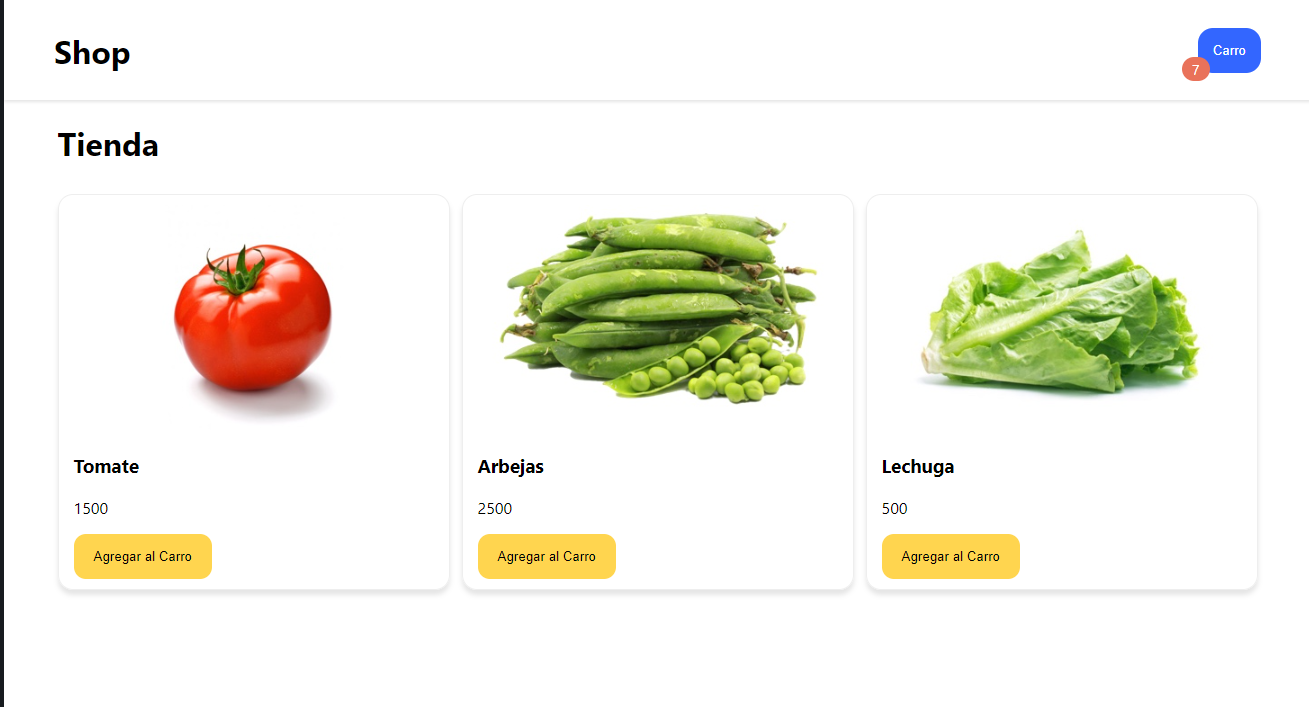 Shop
Carro
7
Tienda
Tomate
1500
Agregar al Carro
Arbejas
2500
Agregar al Carro
Lechuga
500
Agregar al Carro